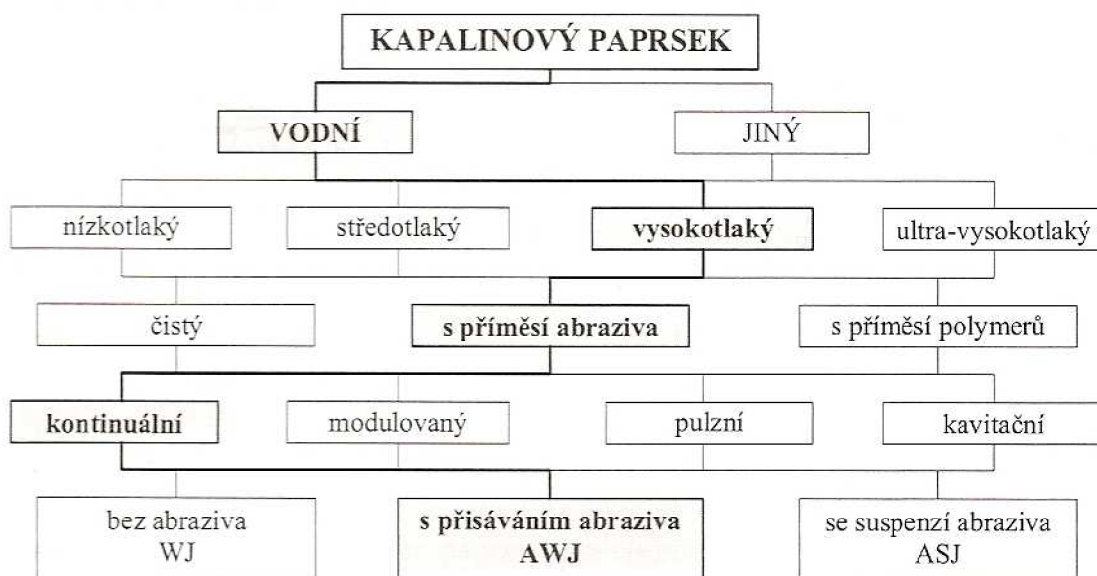 KAPALINOVÝ PAPRSEK
VODNÍ
JINÝ
nízkotlaký
středotlaký
vysokotlaký
ultra-vysokotlaký
čistý
s příměsí abraziva
s příměsí polymerů
kontinuální
modulovaný
pulzní
kavitační
bez abraziva
WJ
s přisáváním abraziva
AWJ
se suspenzí abraziva
ASJ